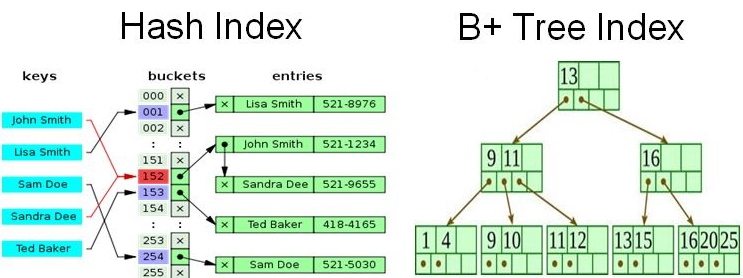 Hash Index
keys
buckets
entries
John Smith
Lisa Smith
Sam Doe
Sandra Dee
Ted Baker
000 ×
001
002 ×
: :
151 ×
152
153
154 ×
: :
253 ×
254
255 ×
× Lisa Smith 521-8976
John Smith 521-1234
× Sandra Dee 521-9655
× Ted Baker 418-4165
× Sam Doe 521-5030
B+ Tree Index
13
9 11
16
1 4
9 10
11 12
13 15
16 20 25